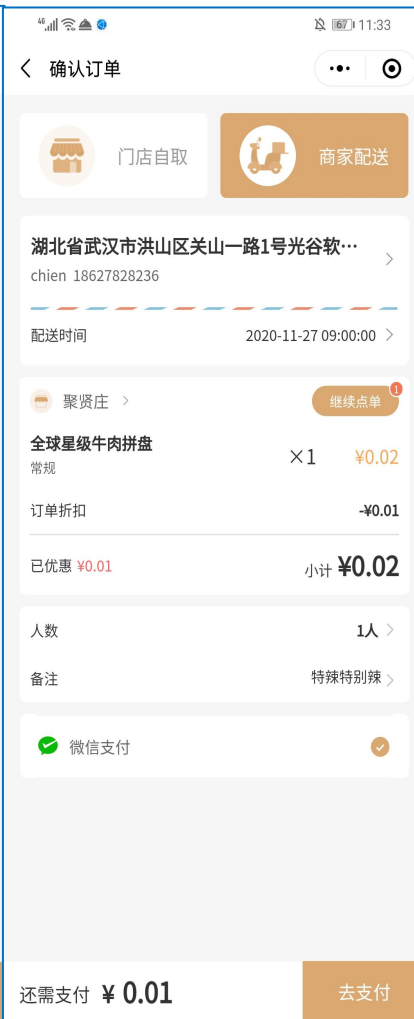 46 67 11:33
确认订单
门店自取 商家配送
湖北省武汉市洪山区关山一路1号光谷软…
chien 18627828236
配送时间 2020-11-27 09:00:00
聚贤庄 继续点单 1
全球星级牛肉拼盘
常规 ×1 ¥0.02
订单折扣 -¥0.01
已优惠 ¥0.01 小计 ¥0.02
人数 1人
备注 特辣特别辣
微信支付
还需支付 ¥ 0.01 去支付